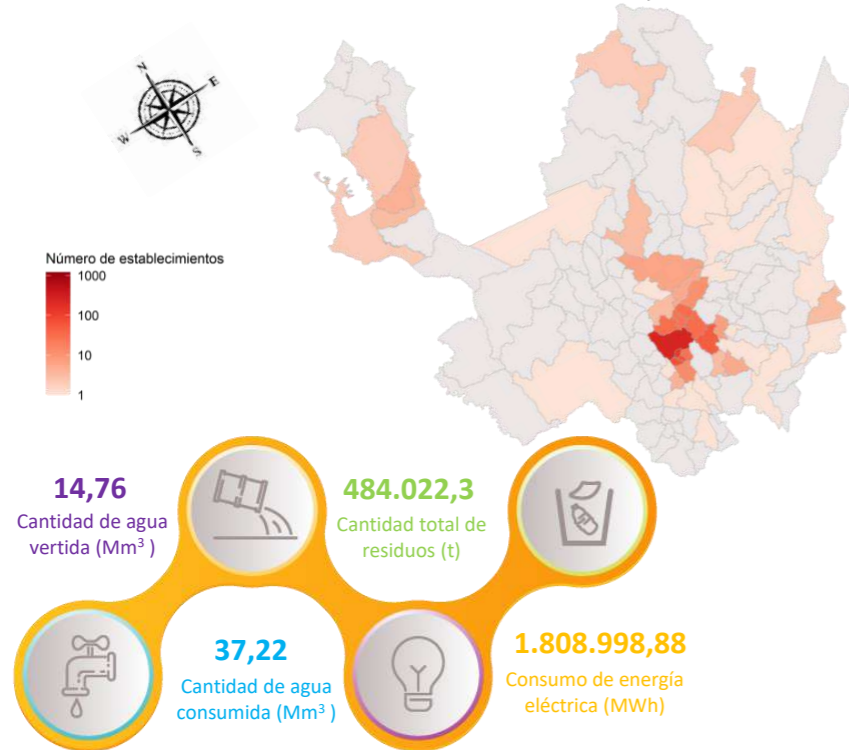 N
E
W
S
Número de establecimientos
1000
100
10
1
14,76
Cantidad de agua
vertida (Mm³ )
484.022,3
Cantidad total de
residuos (t)
37,22
Cantidad de agua
consumida (Mm³ )
1.808.998,88
Consumo de energía
eléctrica (MWh)